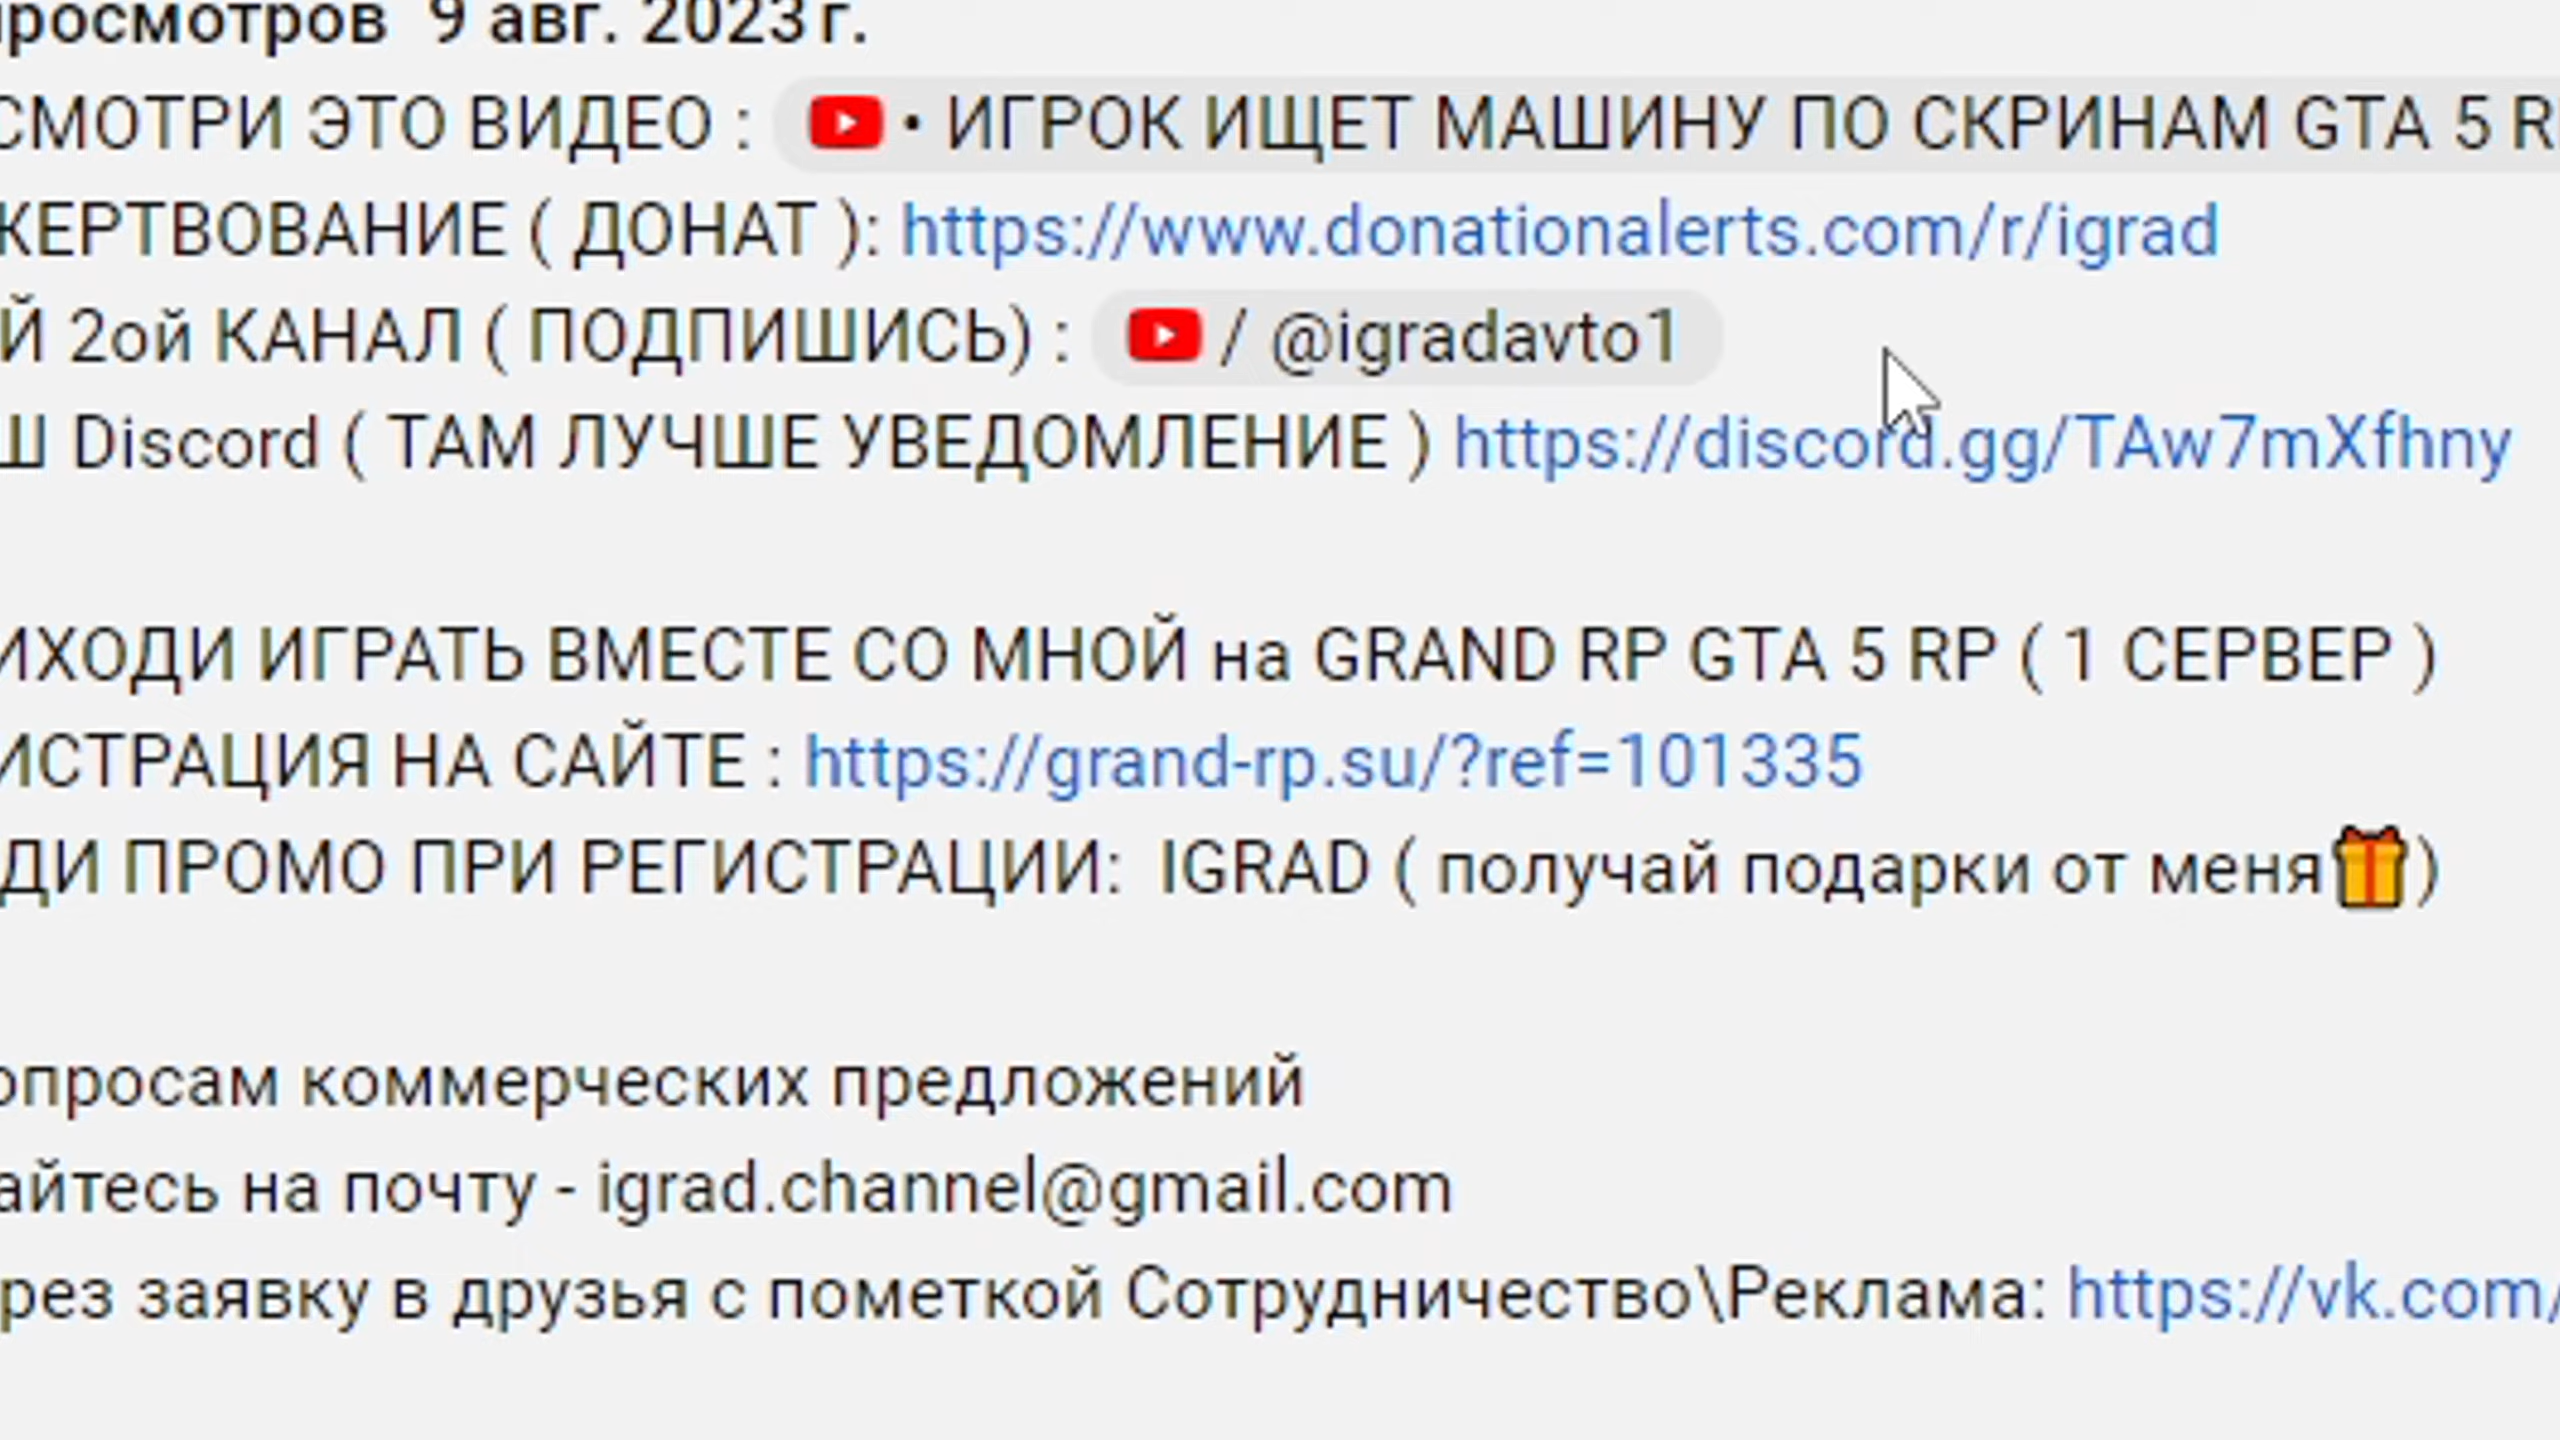 просмотров 9 авг. 2023 г.
СМОТРИ ЭТО ВИДЕО : • ИГРОК ИЩЕТ МАШИНУ ПО СКРИНАМ GTA 5 R
ЖЕРТВОВАНИЕ ( ДОНАТ ): https://www.donationalerts.com/r/igrad
Й 2ой КАНАЛ ( ПОДПИШИСЬ) : / @igradavto1
Ш Discord ( ТАМ ЛУЧШЕ УВЕДОМЛЕНИЕ ) https://discord.gg/TAw7mXfhny
ИХОДИ ИГРАТЬ ВМЕСТЕ СО МНОЙ на GRAND RP GTA 5 RP ( 1 СЕРВЕР )
ИСТРАЦИЯ НА САЙТЕ : https://grand-rp.su/?ref=101335
ДИ ПРОМО ПРИ РЕГИСТРАЦИИ: IGRAD ( получай подарки от меня🎁)
опросам коммерческих предложений
айтесь на почту - igrad.channel@gmail.com
рез заявку в друзья с пометкой Сотрудничество\Реклама: https://vk.com/